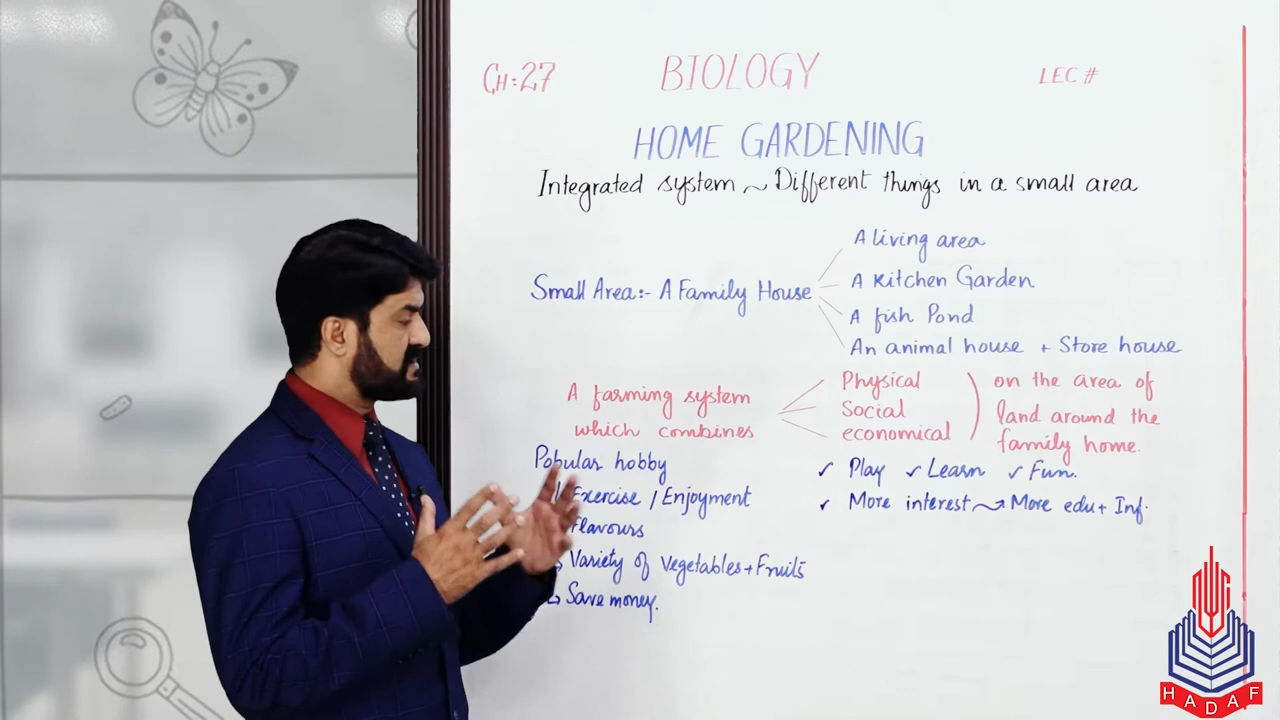 CH:27 BIOLOGY LEC #
HOME GARDENING
Integrated system ~ Different things in a small area
A living area
Small Area:- A Family House
A Kitchen Garden
A fish Pond
An animal house + Store house
A farming system
which combines
Physical
Social
economical
on the area of
land around the
family home.
Popular hobby
Exercise / Enjoyment
Flavours
↳ Variety of vegetables + Fruits
↳ Save money.
✓ Play ✓ Learn ✓ Fun.
✓ More interest → More edu + Inf.
HADAF